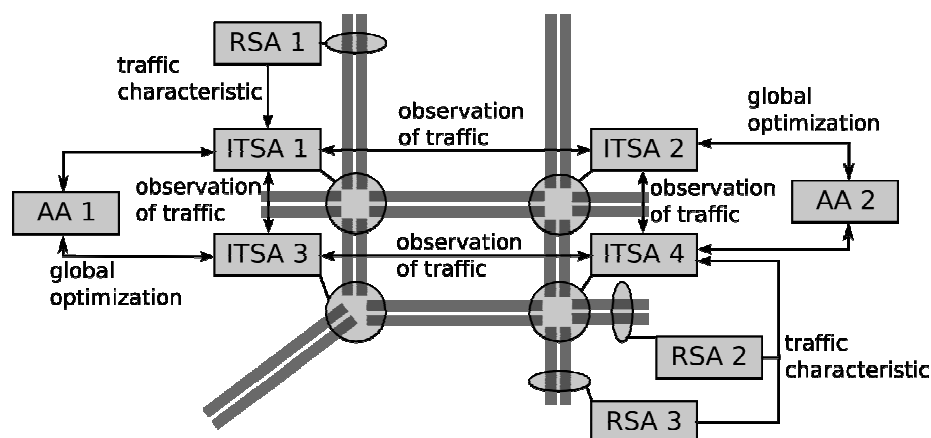 RSA 1
traffic
characteristic
observation
of traffic
global
optimization
ITSA 1
ITSA 2
observation
of traffic
observation
of traffic
AA 1
AA 2
ITSA 3
observation
of traffic
ITSA 4
global
optimization
RSA 2
traffic
characteristic
RSA 3